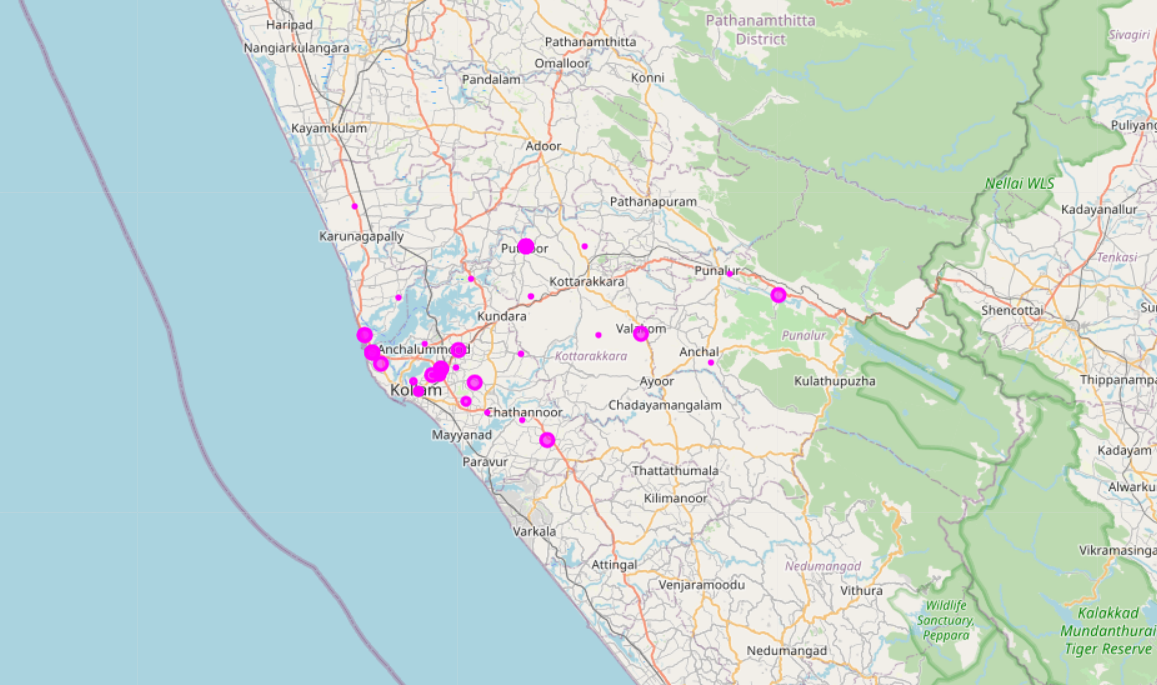 Haripad
Nangiarkulangara
Pathanamthitta
District
Sivagiri
Pathanamthitta
Omalloor
Pandalam
Konni
Kayamkulam
Puliyang
Adoor
Nellai WLS
Pathanapuram
Kadayanallur
Karunagapally
Kottarakkara
Punalur
Tenkasi
Kundara
Shencottai
Su
Punalur
Anchalummood
Kottarakkara
Anchal
Ayoor
Kulathupuzha
Thippanampa
Kollam
Chathannoor
Chadayamangalam
Mayyanad
Paravur
Thattathumala
Kadayam
Kilimanoor
Alwarku
Varkala
Vikramasinga
Attingal
Nedumangad
Venjaramoodu
Vithura
Wildlife
Sanctuary,
Peppara
Kalakkad
Mundanthurai
Tiger Reserve
Nedumangad